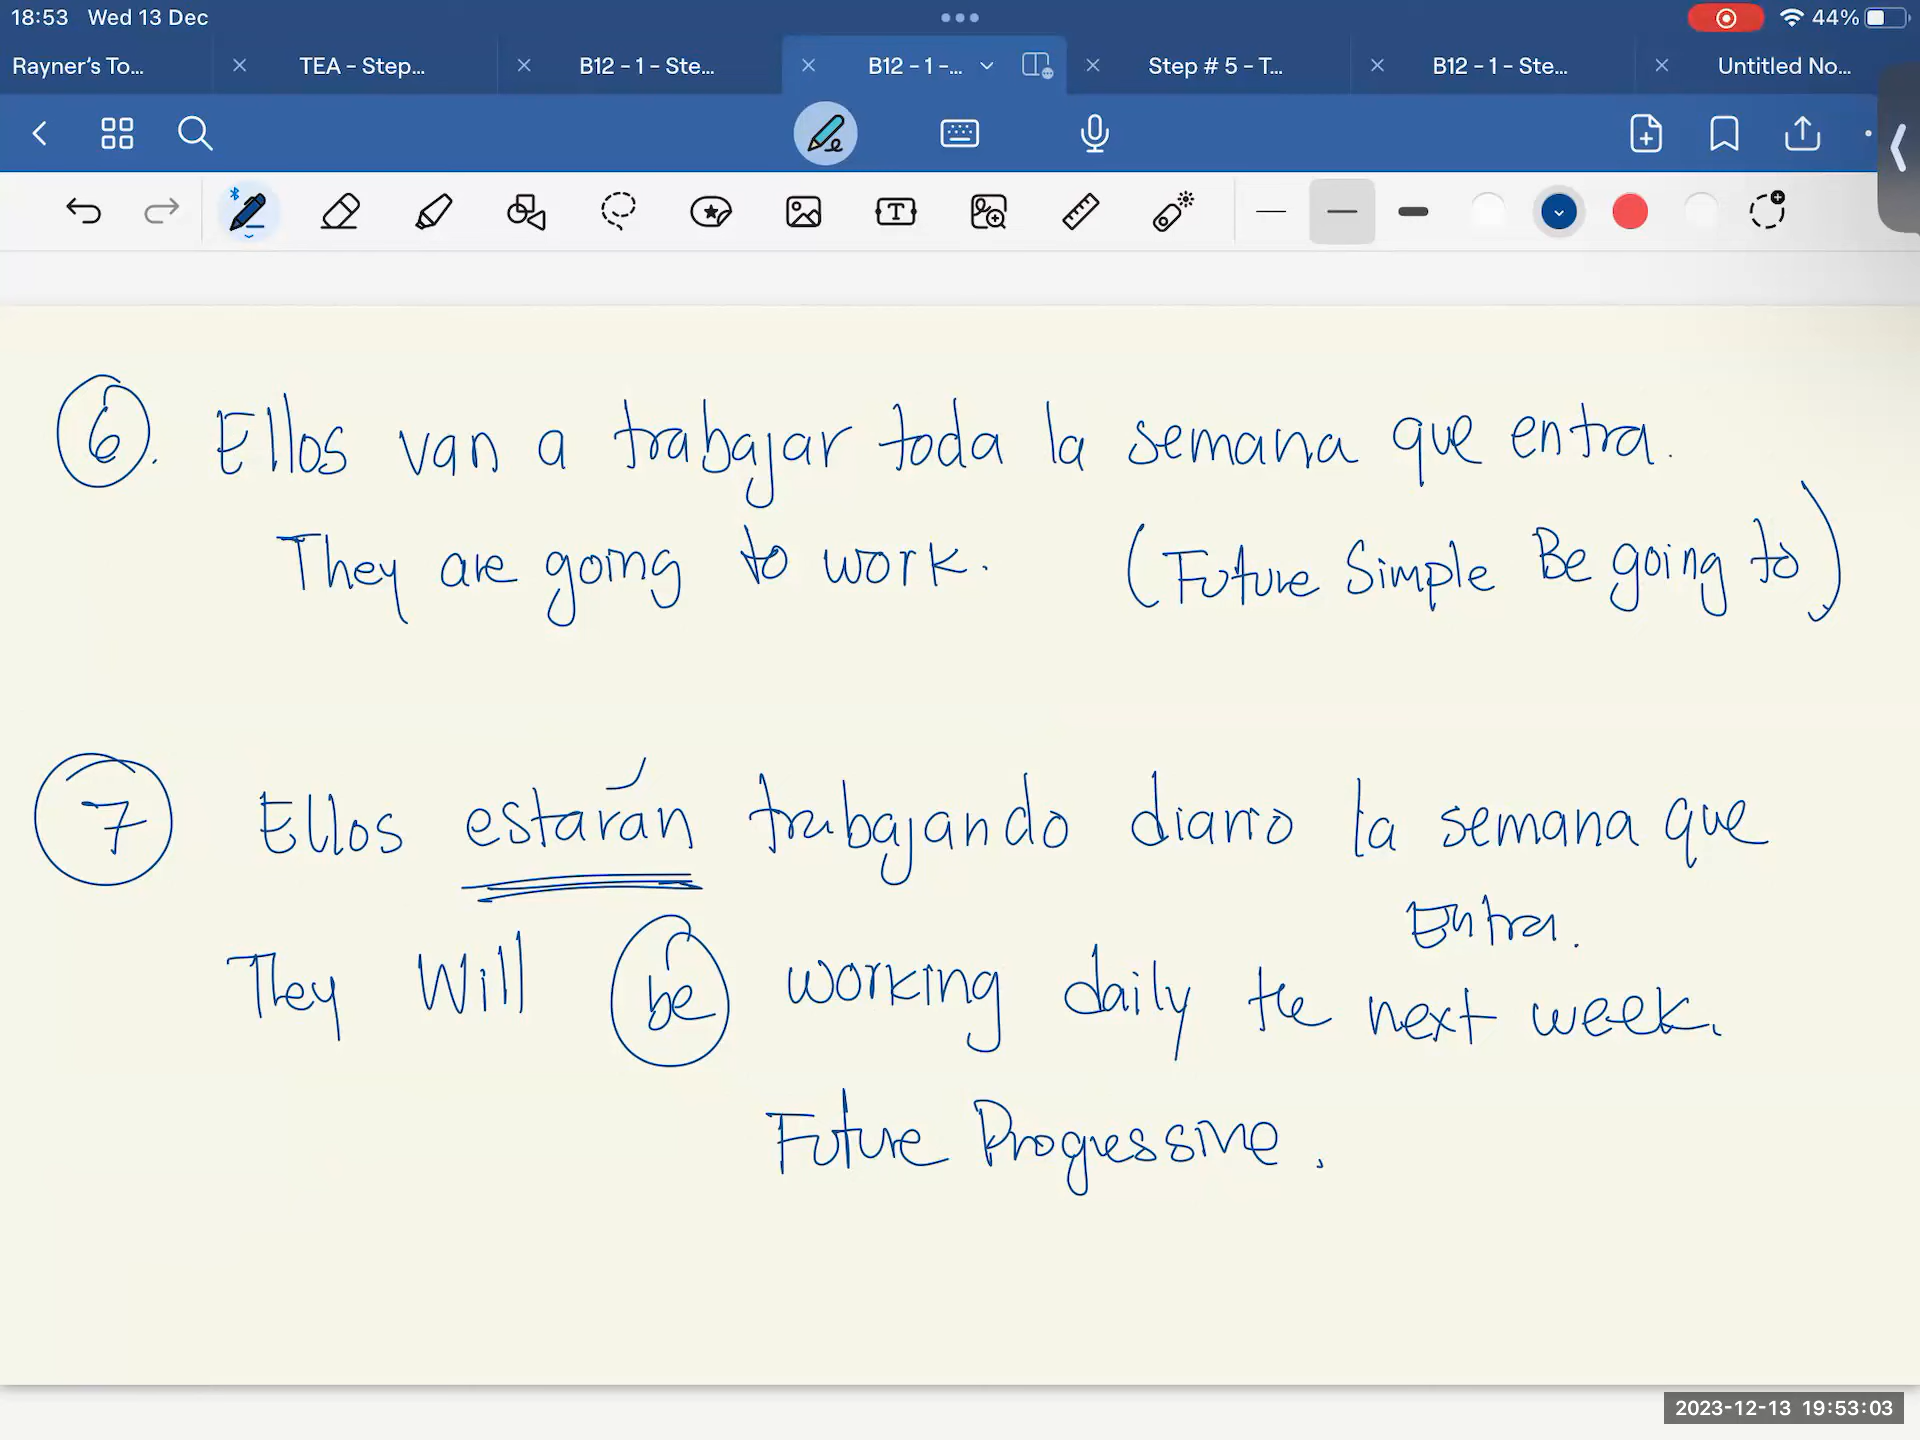 18:53 Wed 13 Dec
44%
Rayner's To... TEA - Step... B12 - 1 - Ste... B12 - 1 -... Step # 5 - T... B12 - 1 - Ste... Untitled No...
6. Ellos van a trabajar toda la semana que entra.
They are going to work. (Future Simple Be going to)
7 Ellos estarán trabajando diario la semana que
Entra.
They Will be working daily the next week.
Future Progressive.
2023-12-13 19:53:03